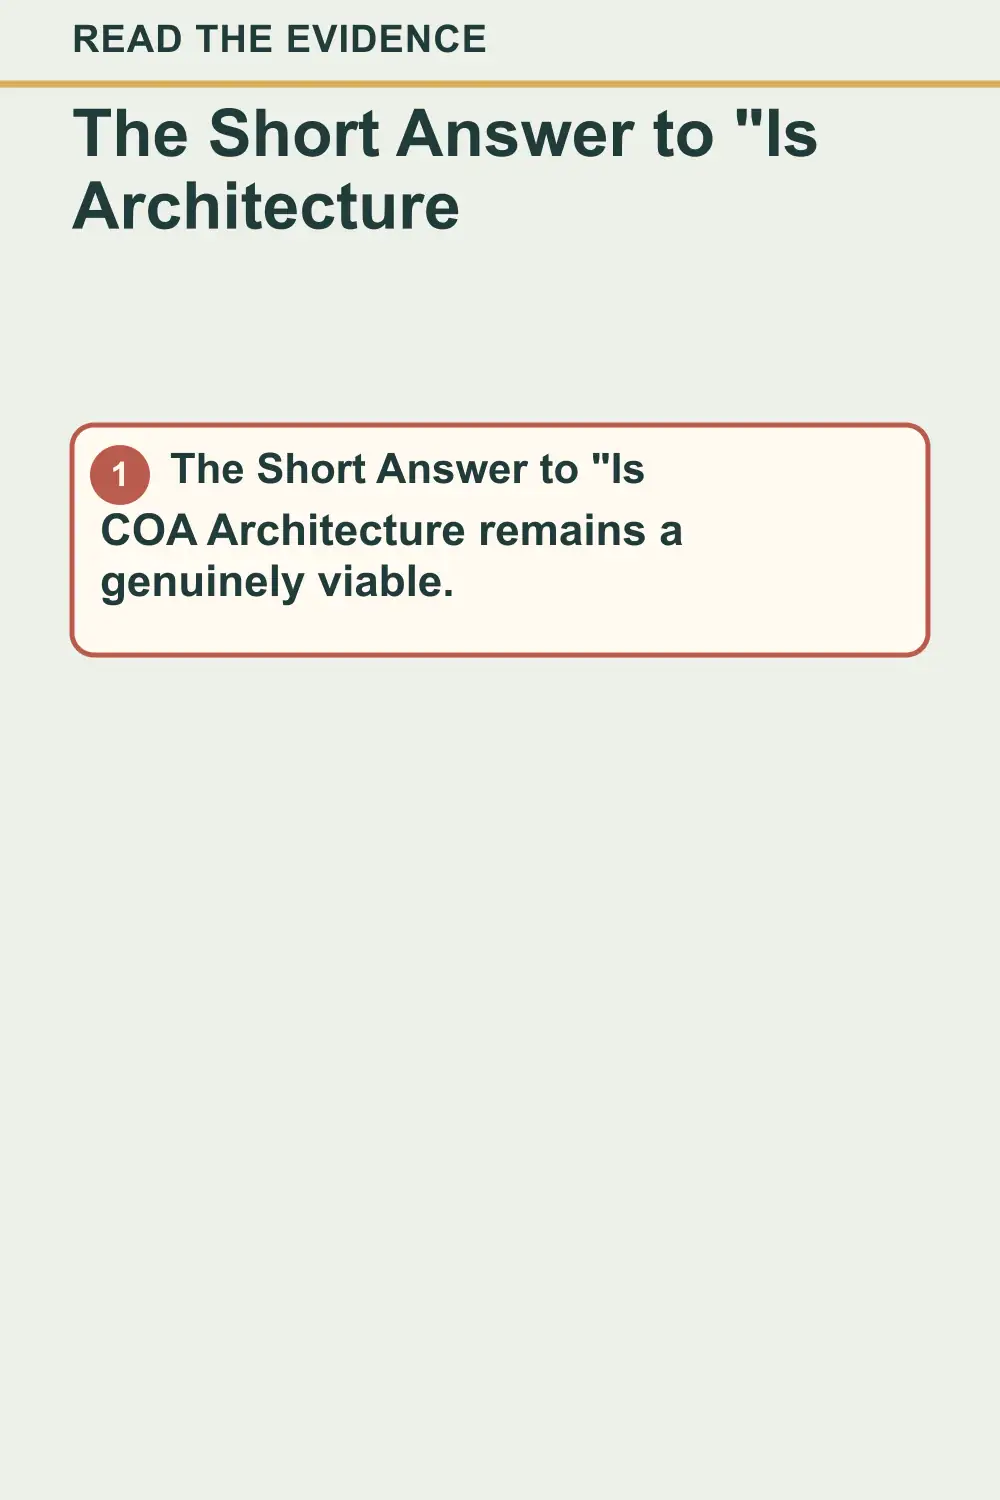 READ THE EVIDENCE
The Short Answer to "Is
Architecture
1 The Short Answer to "Is
COA Architecture remains a
genuinely viable.